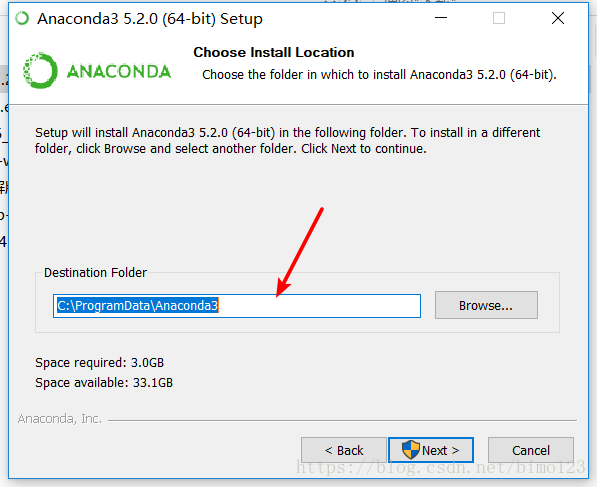 Anaconda3 5.2.0 (64-bit) Setup
ANACONDA
Choose Install Location
Choose the folder in which to install Anaconda3 5.2.0 (64-bit).
Setup will install Anaconda3 5.2.0 (64-bit) in the following folder. To install in a different
folder, click Browse and select another folder. Click Next to continue.
Destination Folder
C:\ProgramData\Anaconda3
Browse...
Space required: 3.0GB
Space available: 33.1GB
Anaconda, Inc.
< Back
Next >
Cancel
https://blog.csdn.net/bimo123